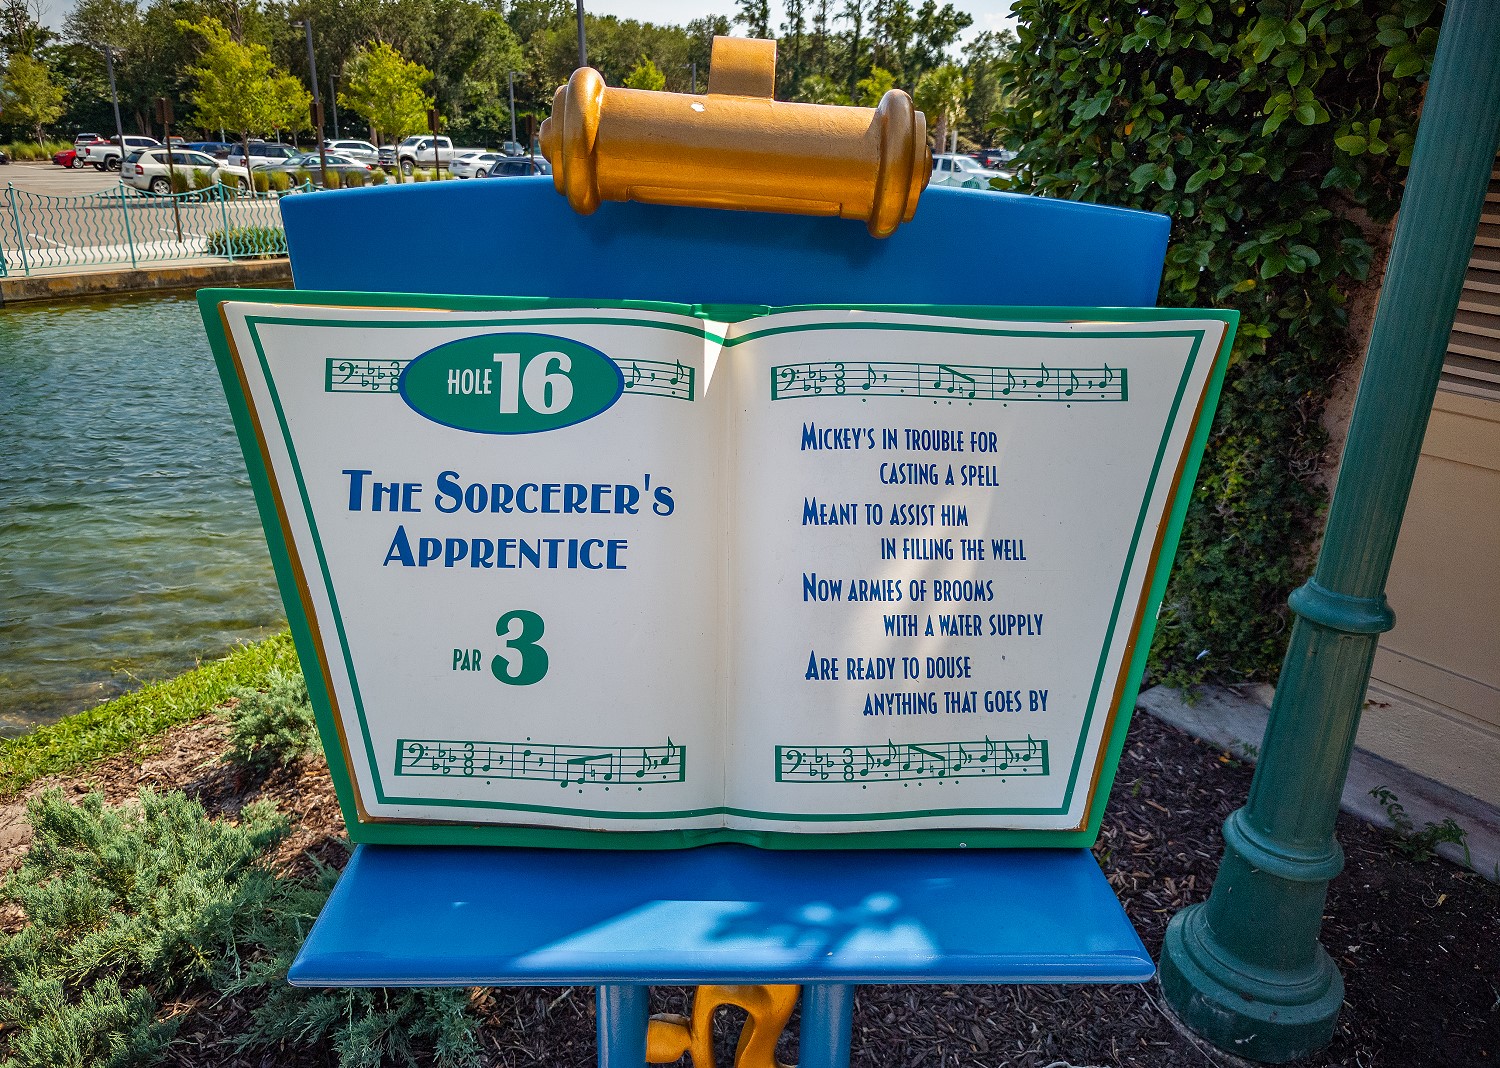 HOLE 16
THE SORCERER'S
APPRENTICE
PAR 3
MICKEY'S IN TROUBLE FOR
CASTING A SPELL
MEANT TO ASSIST HIM
IN FILLING THE WELL
NOW ARMIES OF BROOMS
WITH A WATER SUPPLY
ARE READY TO DOUSE
ANYTHING THAT GOES BY